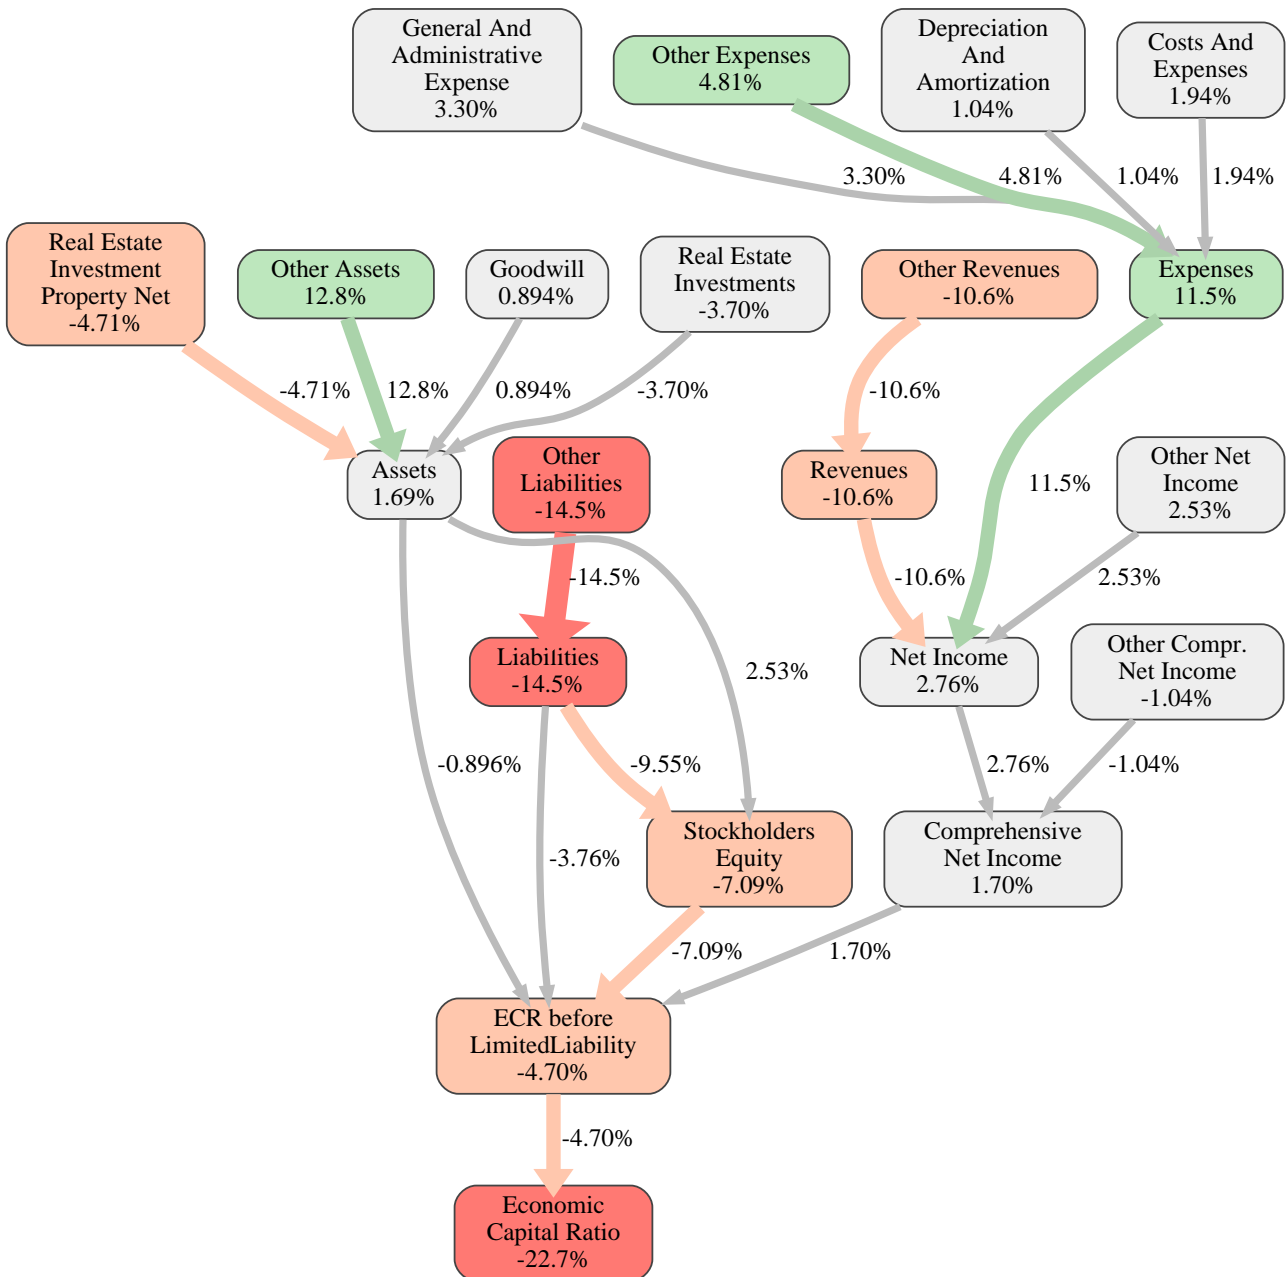 General And
Administrative
Expense
3.30%
Other Expenses
4.81%
Depreciation
And
Amortization
1.04%
Costs And
Expenses
1.94%
3.30%
4.81%
1.04%
1.94%
Real Estate
Investment
Property Net
-4.71%
Other Assets
12.8%
Goodwill
0.894%
Real Estate
Investments
-3.70%
Other Revenues
-10.6%
Expenses
11.5%
-4.71%
12.8%
0.894%
-3.70%
-10.6%
Assets
1.69%
Other
Liabilities
-14.5%
Revenues
-10.6%
11.5%
Other Net
Income
2.53%
-14.5%
-10.6%
2.53%
Liabilities
-14.5%
2.53%
Net Income
2.76%
Other Compr.
Net Income
-1.04%
-0.896%
-9.55%
2.76%
-1.04%
-3.76%
Stockholders
Equity
-7.09%
Comprehensive
Net Income
1.70%
-7.09%
1.70%
ECR before
LimitedLiability
-4.70%
-4.70%
Economic
Capital Ratio
-22.7%